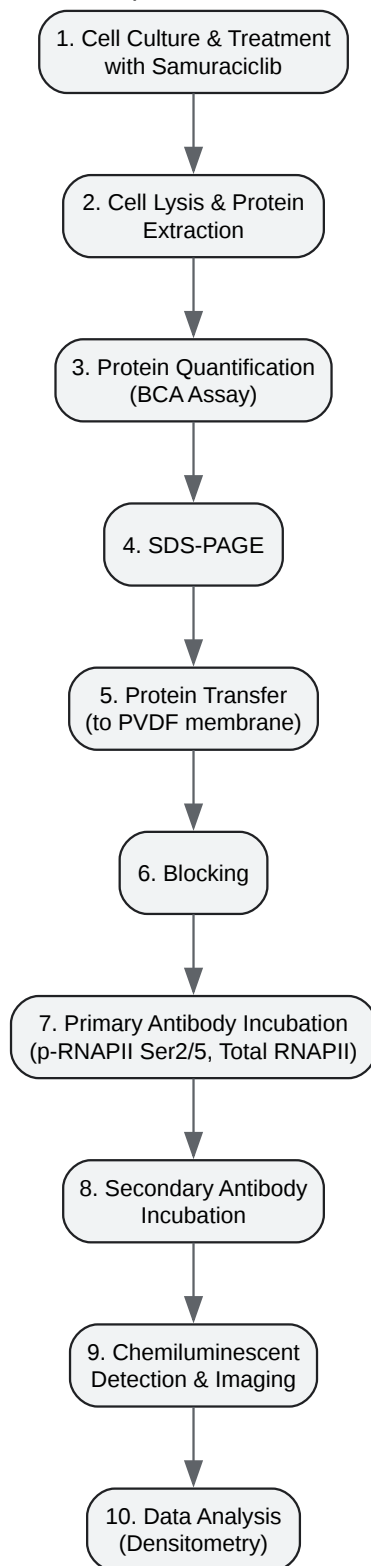 1. Cell Culture & Treatment
with Samuraciclib
2. Cell Lysis & Protein
Extraction
3. Protein Quantification
(BCA Assay)
4. SDS-PAGE
5. Protein Transfer
(to PVDF membrane)
6. Blocking
7. Primary Antibody Incubation
(p-RNAPII Ser2/5, Total RNAPII)
8. Secondary Antibody
Incubation
9. Chemiluminescent
Detection & Imaging
10. Data Analysis
(Densitometry)